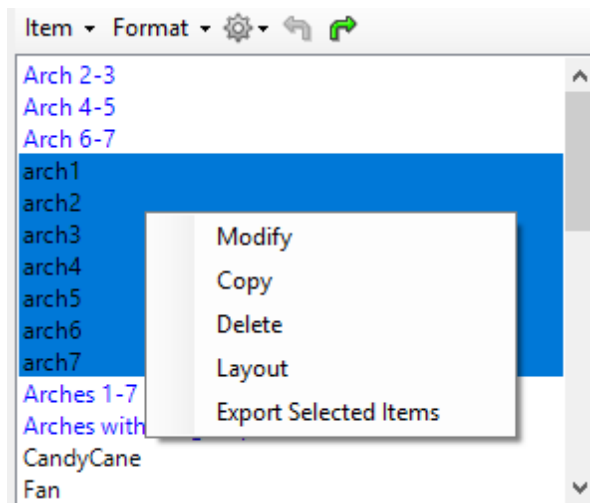 Item Format
Arch 2-3
Arch 4-5
Arch 6-7
arch1
arch2
arch3
arch4
arch5
arch6
arch7
Arches 1-7
Arches with
CandyCane
Fan
Modify
Copy
Delete
Layout
Export Selected Items